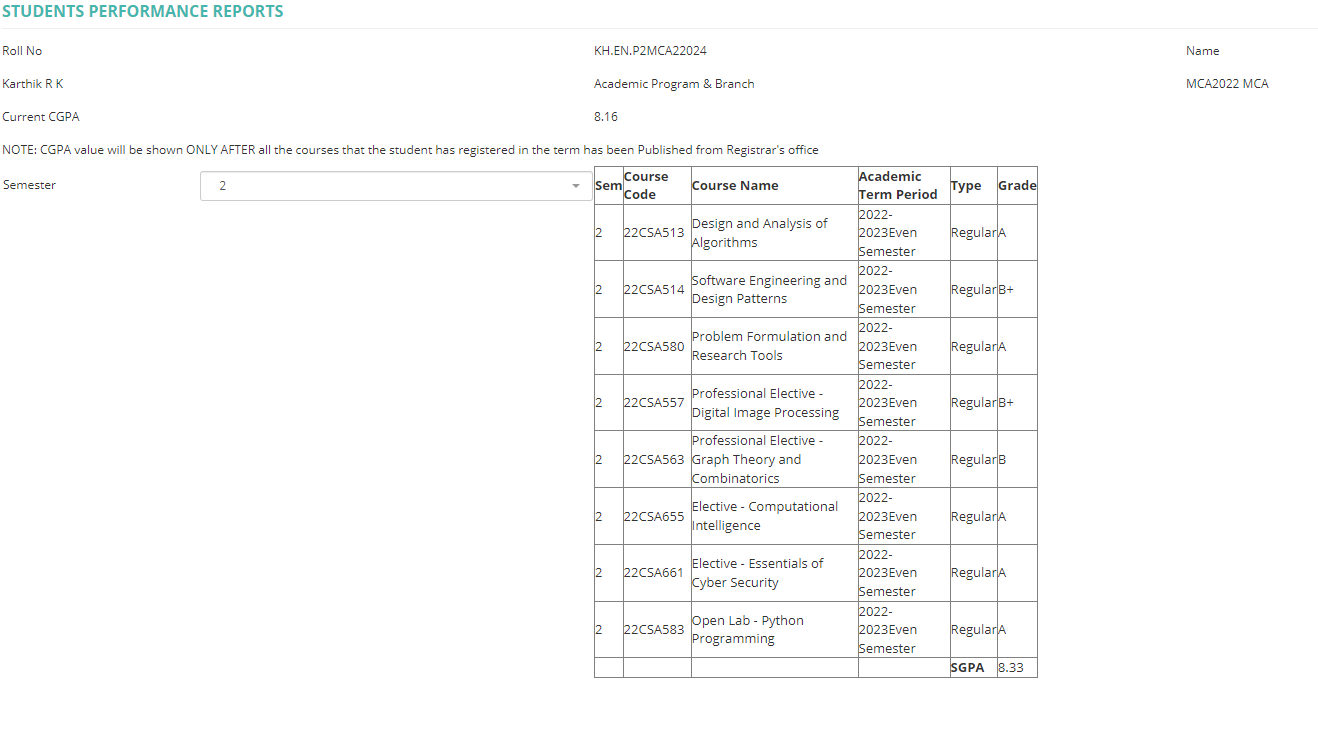 STUDENTS PERFORMANCE REPORTS
Roll No KH.EN.P2MCA22024 Name
Karthik R K Academic Program & Branch MCA2022 MCA
Current CGPA 8.16
NOTE: CGPA value will be shown ONLY AFTER all the courses that the student has registered in the term has been Published from Registrar's office
Semester 2
Sem Course Code Course Name Academic Term Period Type Grade
2 22CSA513 Design and Analysis of Algorithms 2022-2023Even Semester Regular A
2 22CSA514 Software Engineering and Design Patterns 2022-2023Even Semester Regular B+
2 22CSA580 Problem Formulation and Research Tools 2022-2023Even Semester Regular A
2 22CSA557 Professional Elective - Digital Image Processing 2022-2023Even Semester Regular B+
2 22CSA563 Professional Elective - Graph Theory and Combinatorics 2022-2023Even Semester Regular B
2 22CSA655 Elective - Computational Intelligence 2022-2023Even Semester Regular A
2 22CSA661 Elective - Essentials of Cyber Security 2022-2023Even Semester Regular A
2 22CSA583 Open Lab - Python Programming 2022-2023Even Semester Regular A
SGPA 8.33